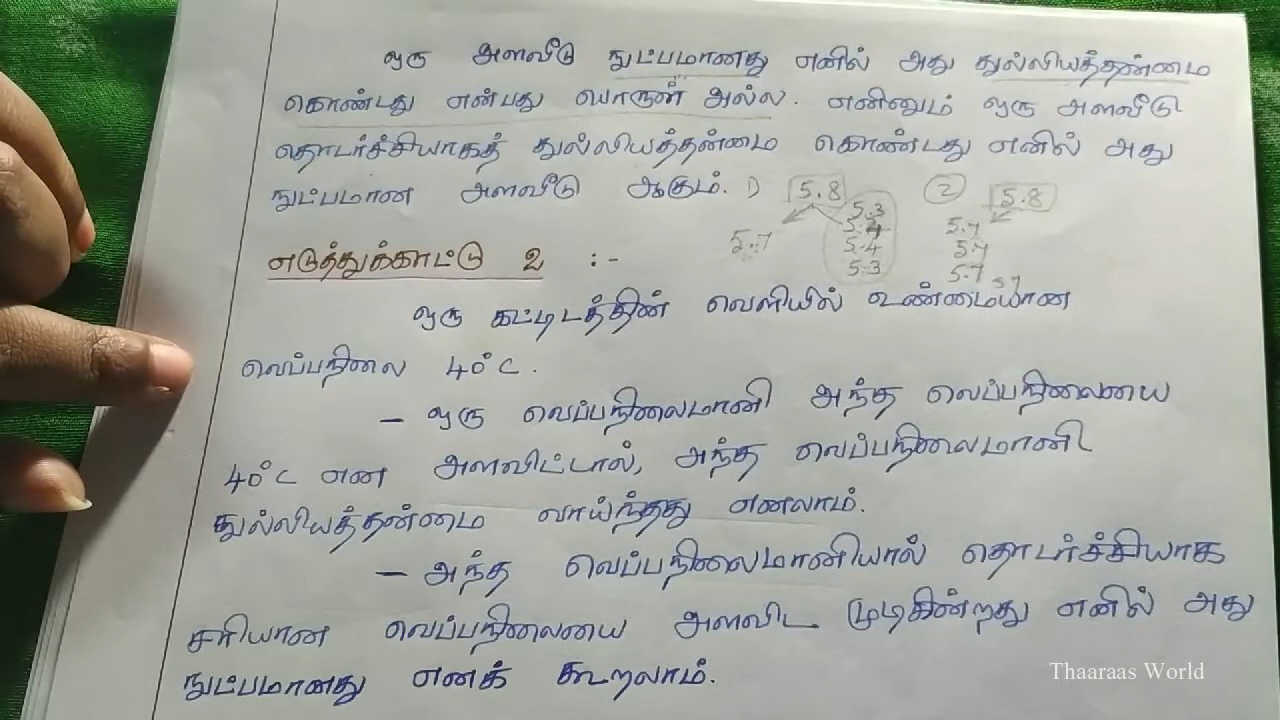 ஒரு அளவீடு நுட்பமானது எனில் அது துல்லியத்தன்மை
கொண்டது என்பது பொருள் அல்ல. எனினும் ஒரு அளவீடு
தொடர்ச்சியாகத் துல்லியத்தன்மை கொண்டது எனில் அது
நுட்பமான அளவீடு ஆகும். 1) 5.8 ② 5.8
5.7 5.3 5.7
5.4 5.7
5.3 5.7 5.7
எடுத்துக்காட்டு 2 :-
ஒரு கட்டிடத்தின் வெளியில் உண்மையான
வெப்பநிலை 40°C.
– ஒரு வெப்பநிலைமானி அந்த வெப்பநிலையை
40°C என அளவிட்டால், அந்த வெப்பநிலைமானி
துல்லியத்தன்மை வாய்ந்தது எனலாம்.
– அந்த வெப்பநிலைமானியால் தொடர்ச்சியாக
சரியான வெப்பநிலையை அளவிட முடிகின்றது எனில் அது
நுட்பமானது எனக் கூறலாம்.
Thaaraas World